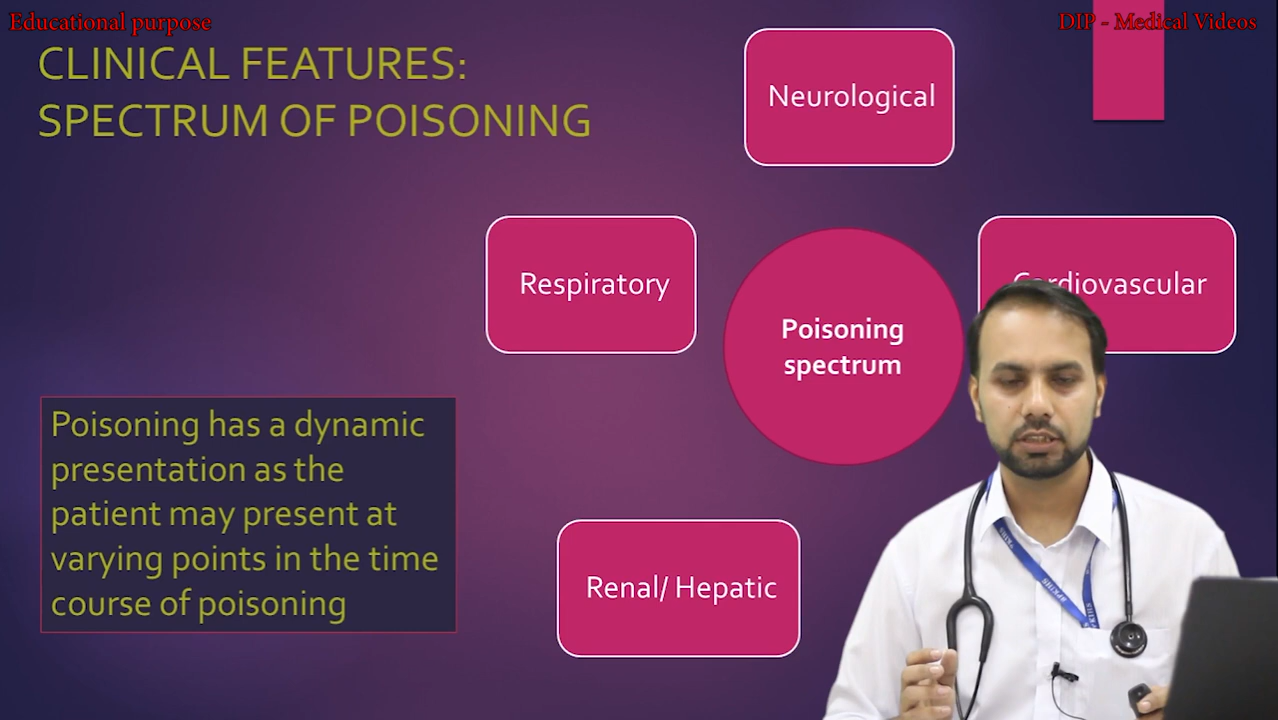 Educational purpose
DIP - Medical Videos
CLINICAL FEATURES:
SPECTRUM OF POISONING
Neurological
Respiratory
Cardiovascular
Poisoning
spectrum
Poisoning has a dynamic
presentation as the
patient may present at
varying points in the time
course of poisoning
Renal/ Hepatic